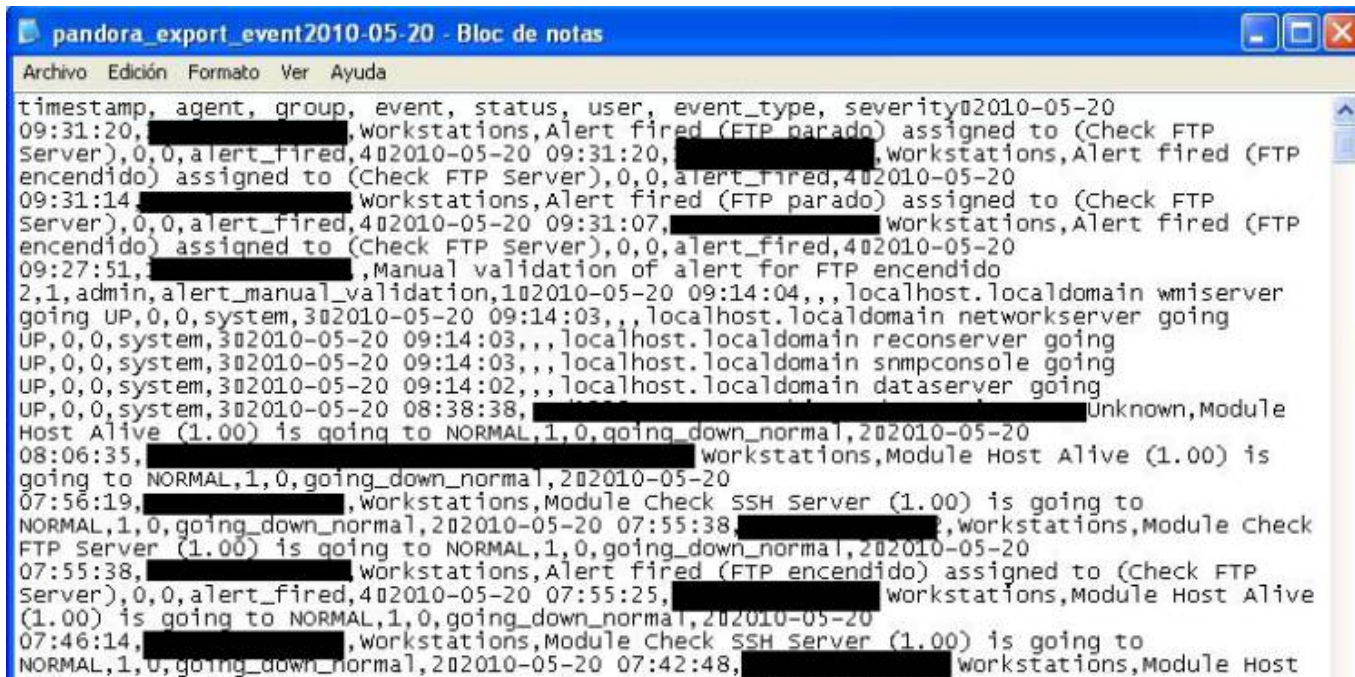 pandora_export_event2010-05-20 - Bloc de notas
Archivo Edición Formato Ver Ayuda
timestamp, agent, group, event, status, user, event_type, severity▯2010-05-20
09:31:20, ,Workstations,Alert fired (FTP parado) assigned to (Check FTP
Server),0,0,alert_fired,4▯2010-05-20 09:31:20, ,Workstations,Alert fired (FTP
encendido) assigned to (Check FTP Server),0,0,alert_fired,4▯2010-05-20
09:31:14, Workstations,Alert fired (FTP parado) assigned to (Check FTP
Server),0,0,alert_fired,4▯2010-05-20 09:31:07, Workstations,Alert fired (FTP
encendido) assigned to (Check FTP Server),0,0,alert_fired,4▯2010-05-20
09:27:51, ,Manual validation of alert for FTP encendido
2,1,admin,alert_manual_validation,1▯2010-05-20 09:14:04,,,localhost.localdomain wmiserver
going UP,0,0,system,3▯2010-05-20 09:14:03,,,localhost.localdomain networkserver going
UP,0,0,system,3▯2010-05-20 09:14:03,,,localhost.localdomain reconserver going
UP,0,0,system,3▯2010-05-20 09:14:03,,,localhost.localdomain snmpconsole going
UP,0,0,system,3▯2010-05-20 09:14:02,,,localhost.localdomain dataserver going
UP,0,0,system,3▯2010-05-20 08:38:38, Unknown,Module
Host Alive (1.00) is going to NORMAL,1,0,going_down_normal,2▯2010-05-20
08:06:35, Workstations,Module Host Alive (1.00) is
going to NORMAL,1,0,going_down_normal,2▯2010-05-20
07:56:19, ,Workstations,Module Check SSH Server (1.00) is going to
NORMAL,1,0,going_down_normal,2▯2010-05-20 07:55:38, ,Workstations,Module Check
FTP Server (1.00) is going to NORMAL,1,0,going_down_normal,2▯2010-05-20
07:55:38, Workstations,Alert fired (FTP encendido) assigned to (Check FTP
Server),0,0,alert_fired,4▯2010-05-20 07:55:25, Workstations,Module Host Alive
(1.00) is going to NORMAL,1,0,going_down_normal,2▯2010-05-20
07:46:14, ,Workstations,Module Check SSH Server (1.00) is going to
NORMAL,1,0,going_down_normal,2▯2010-05-20 07:42:48, Workstations,Module Host